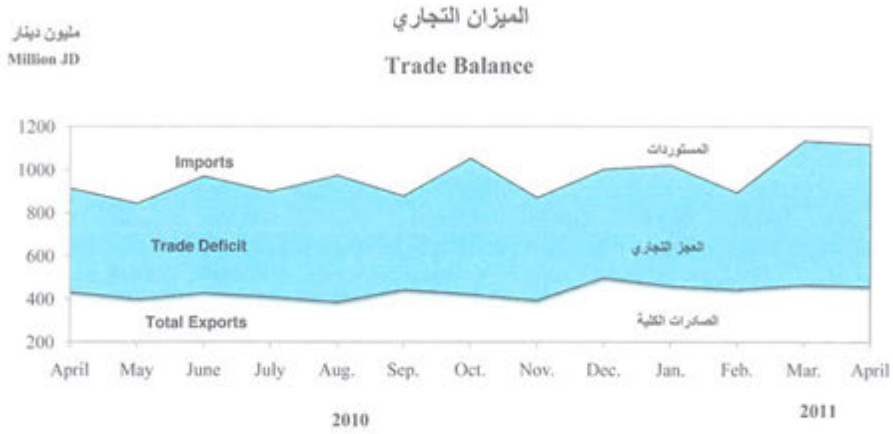 الميزان التجاري
مليون دينار
Million JD
Trade Balance
1200
1000
800
600
400
200
Imports
المستوردات
Trade Deficit
العجز التجاري
Total Exports
الصادرات الكلية
April May June July Aug. Sep. Oct. Nov. Dec. Jan. Feb. Mar. April
2010
2011